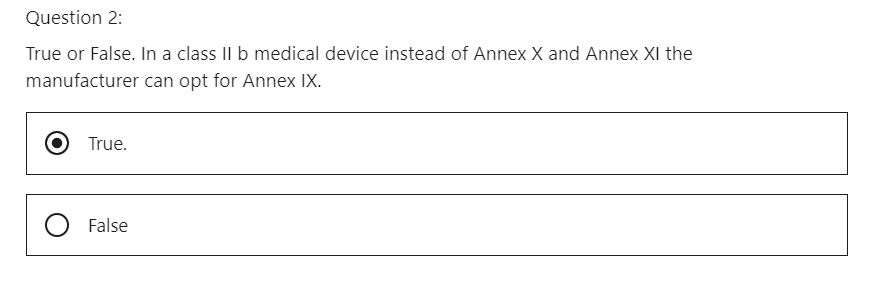 Question 2:
True or False. In a class II b medical device instead of Annex X and Annex XI the
manufacturer can opt for Annex IX.
True.
False